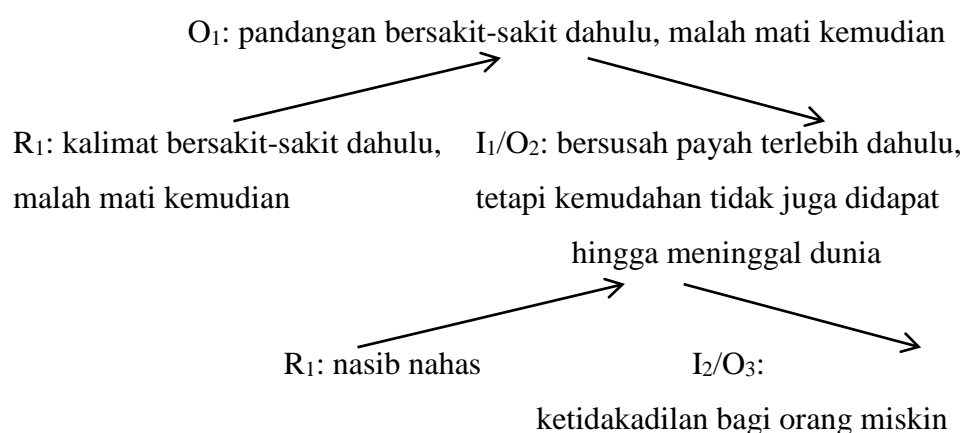 O₁: pandangan bersakit-sakit dahulu, malah mati kemudian
R₁: kalimat bersakit-sakit dahulu,
malah mati kemudian
I₁/O₂: bersusah payah terlebih dahulu,
tetapi kemudahan tidak juga didapat
hingga meninggal dunia
R₁: nasib nahas
I₂/O₃:
ketidakadilan bagi orang miskin